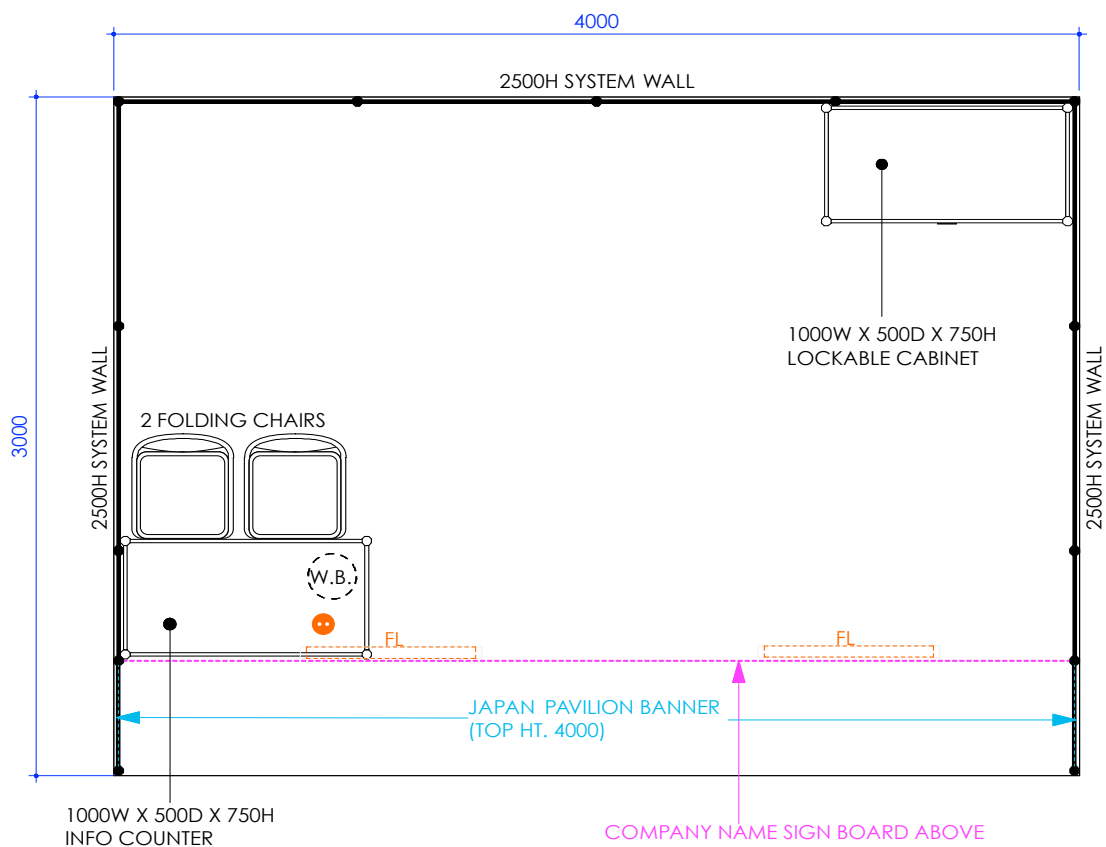 4000
2500H SYSTEM WALL
1000W X 500D X 750H
LOCKABLE CABINET
2500H SYSTEM WALL
2500H SYSTEM WALL
3000
2 FOLDING CHAIRS
W.B.
FL
FL
JAPAN PAVILION BANNER
(TOP HT. 4000)
1000W X 500D X 750H
INFO COUNTER
COMPANY NAME SIGN BOARD ABOVE